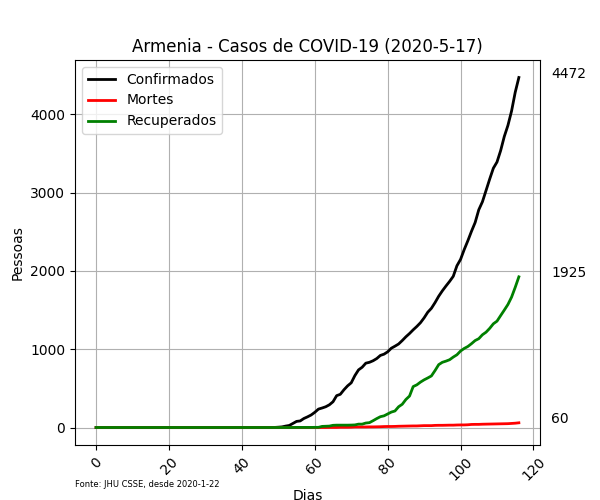 Armenia - Casos de COVID-19 (2020-5-17)
Confirmados
Mortes
Recuperados
4472
1925
60
Pessoas
4000
3000
2000
1000
0
0
20
40
60
80
100
120
Dias
Fonte: JHU CSSE, desde 2020-1-22